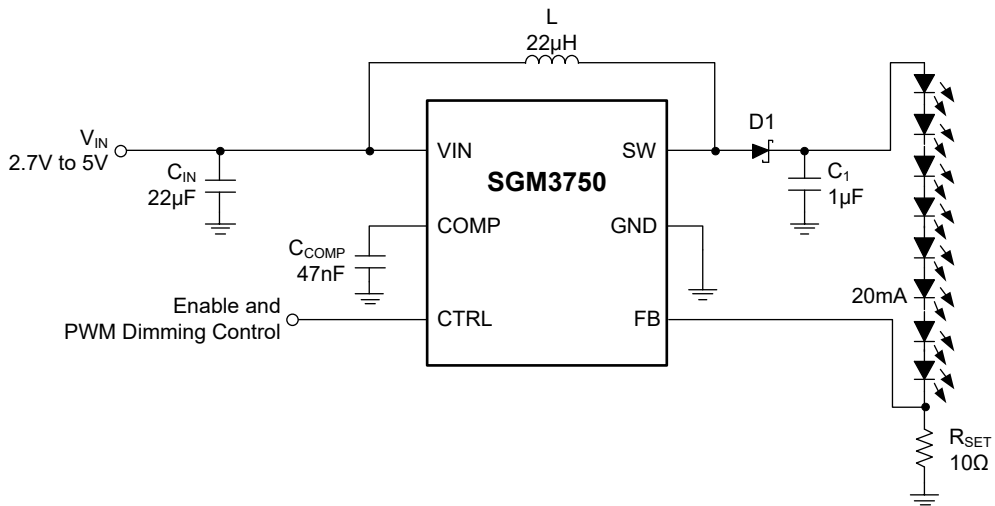 L
22µH
V_IN
2.7V to 5V
C_IN
22µF
VIN
SW
D1
C_1
1µF
SGM3750
C_COMP
47nF
COMP
GND
20mA
Enable and
PWM Dimming Control
CTRL
FB
R_SET
10Ω